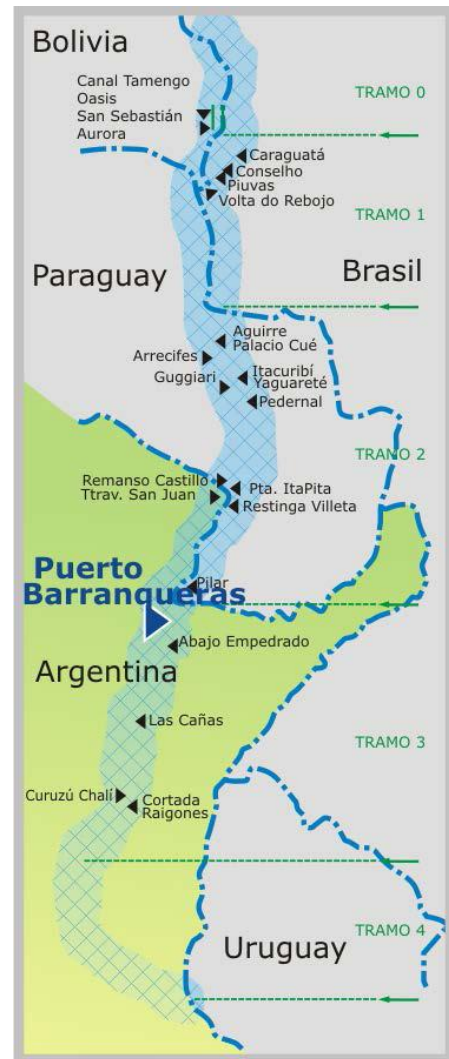 Bolivia
Canal Tamengo
Oasis
San Sebastián
Aurora
TRAMO 0
Caraguatá
Conselho
Piuvas
Volta do Rebojo
TRAMO 1
Paraguay
Brasil
Aguirre
Palacio Cué
Arrecifes
Guggiari
Itacuribí
Yaguareté
Pedernal
TRAMO 2
Remanso Castillo
Ttrav. San Juan
Pta. ItaPita
Restinga Villeta
Pilar
Puerto
Barranqueras
Abajo Empedrado
Argentina
Las Cañas
TRAMO 3
Curuzú Chalí
Cortada
Raigones
Uruguay
TRAMO 4